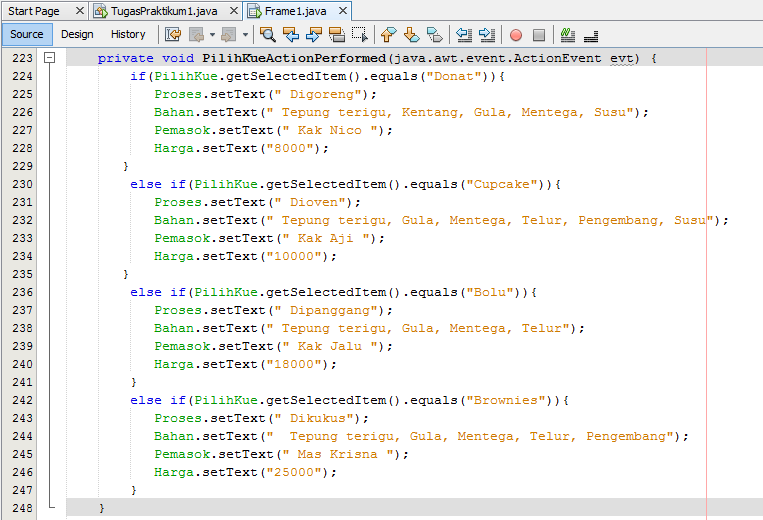 Start Page TugasPraktikum1.java Frame1.java
Source Design History
223 private void PilihKueActionPerformed(java.awt.event.ActionEvent evt) {
224 if(PilihKue.getSelectedItem().equals("Donat")){
225 Proses.setText(" Digoreng");
226 Bahan.setText(" Tepung terigu, Kentang, Gula, Mentega, Susu");
227 Pemasok.setText(" Kak Nico ");
228 Harga.setText("8000");
229 }
230 else if(PilihKue.getSelectedItem().equals("Cupcake")){
231 Proses.setText(" Dioven");
232 Bahan.setText(" Tepung terigu, Gula, Mentega, Telur, Pengembang, Susu");
233 Pemasok.setText(" Kak Aji ");
234 Harga.setText("10000");
235 }
236 else if(PilihKue.getSelectedItem().equals("Bolu")){
237 Proses.setText(" Dipanggang");
238 Bahan.setText(" Tepung terigu, Gula, Mentega, Telur");
239 Pemasok.setText(" Kak Jalu ");
240 Harga.setText("18000");
241 }
242 else if(PilihKue.getSelectedItem().equals("Brownies")){
243 Proses.setText(" Dikukus");
244 Bahan.setText("  Tepung terigu, Gula, Mentega, Telur, Pengembang");
245 Pemasok.setText(" Mas Krisna ");
246 Harga.setText("25000");
247 }
248 }